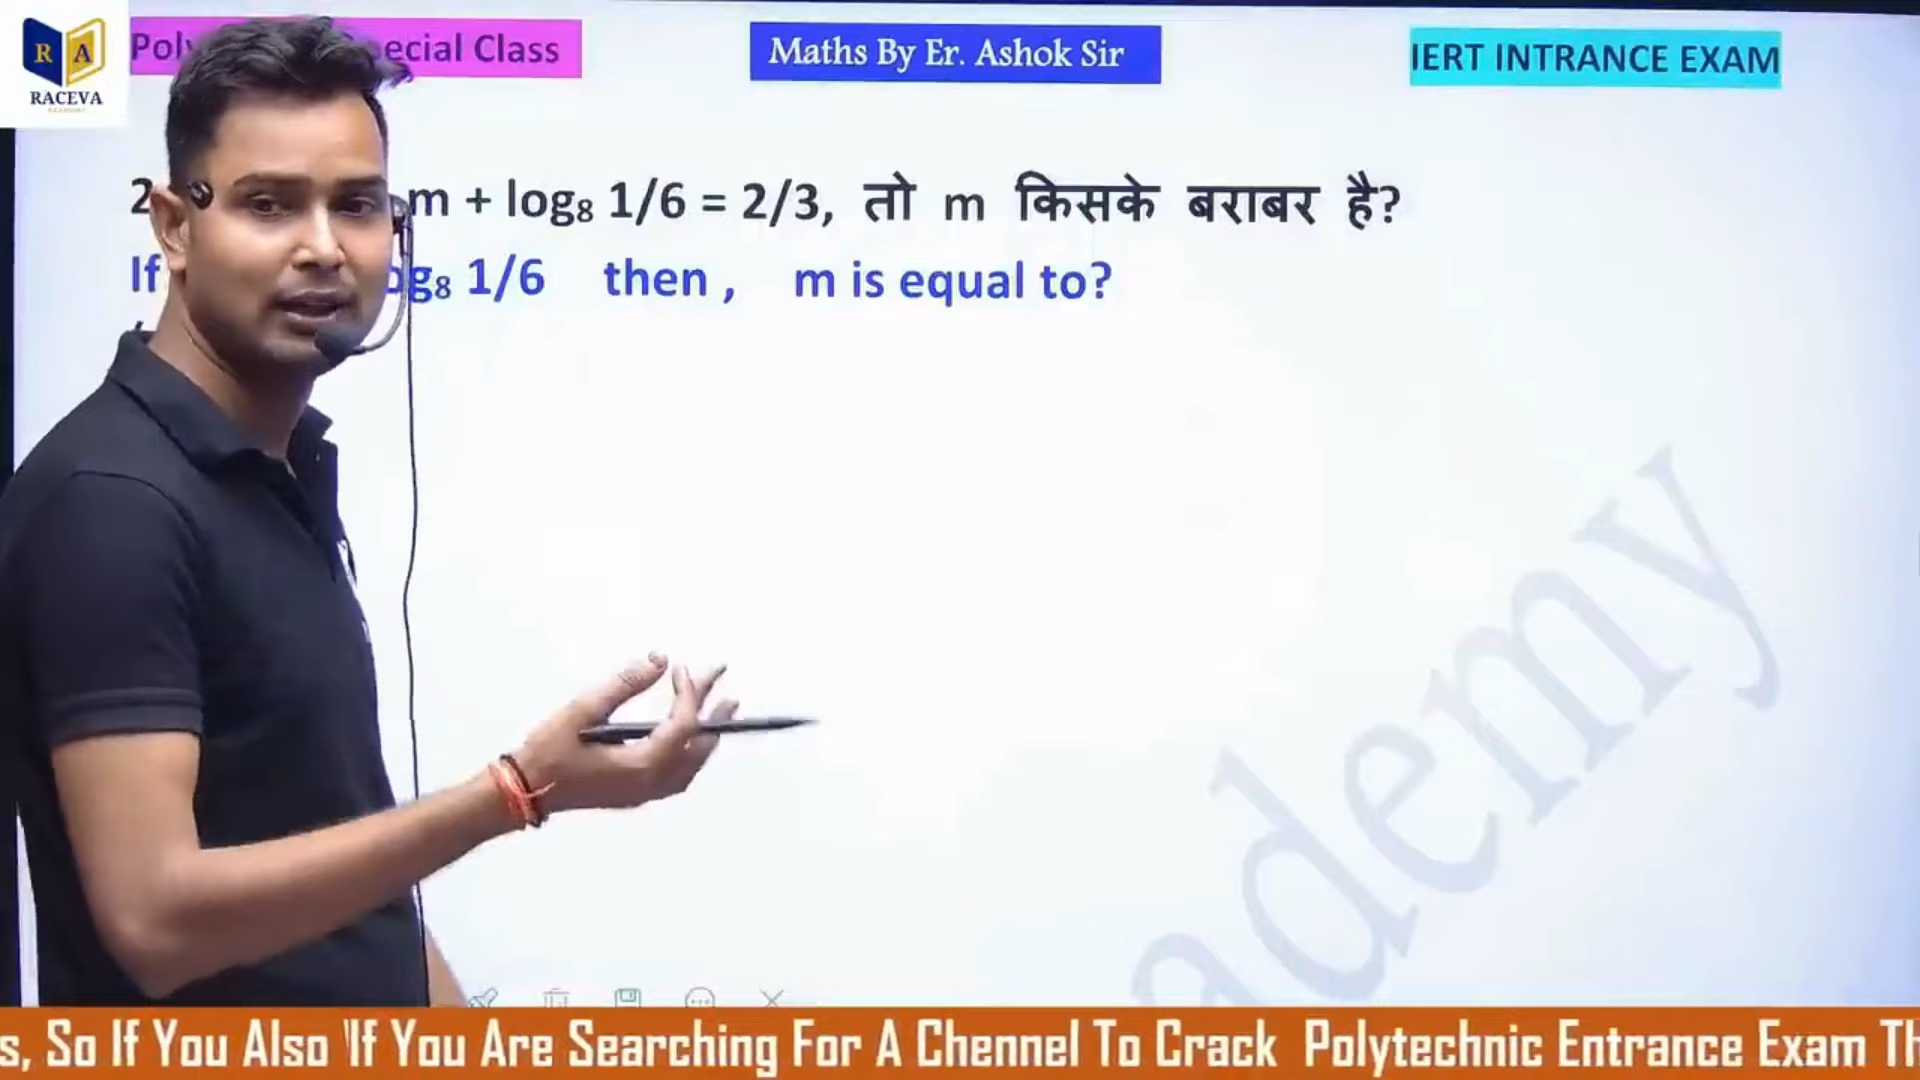 RA
RACEVA
ecial Class
Maths By Er. Ashok Sir
IERT INTRANCE EXAM
2 m + log₈ 1/6 = 2/3, तो m किसके बराबर है?
If og₈ 1/6 then , m is equal to?
ademy
s, So If You Also 'If You Are Searching For A Chennel To Crack Polytechnic Entrance Exam Th